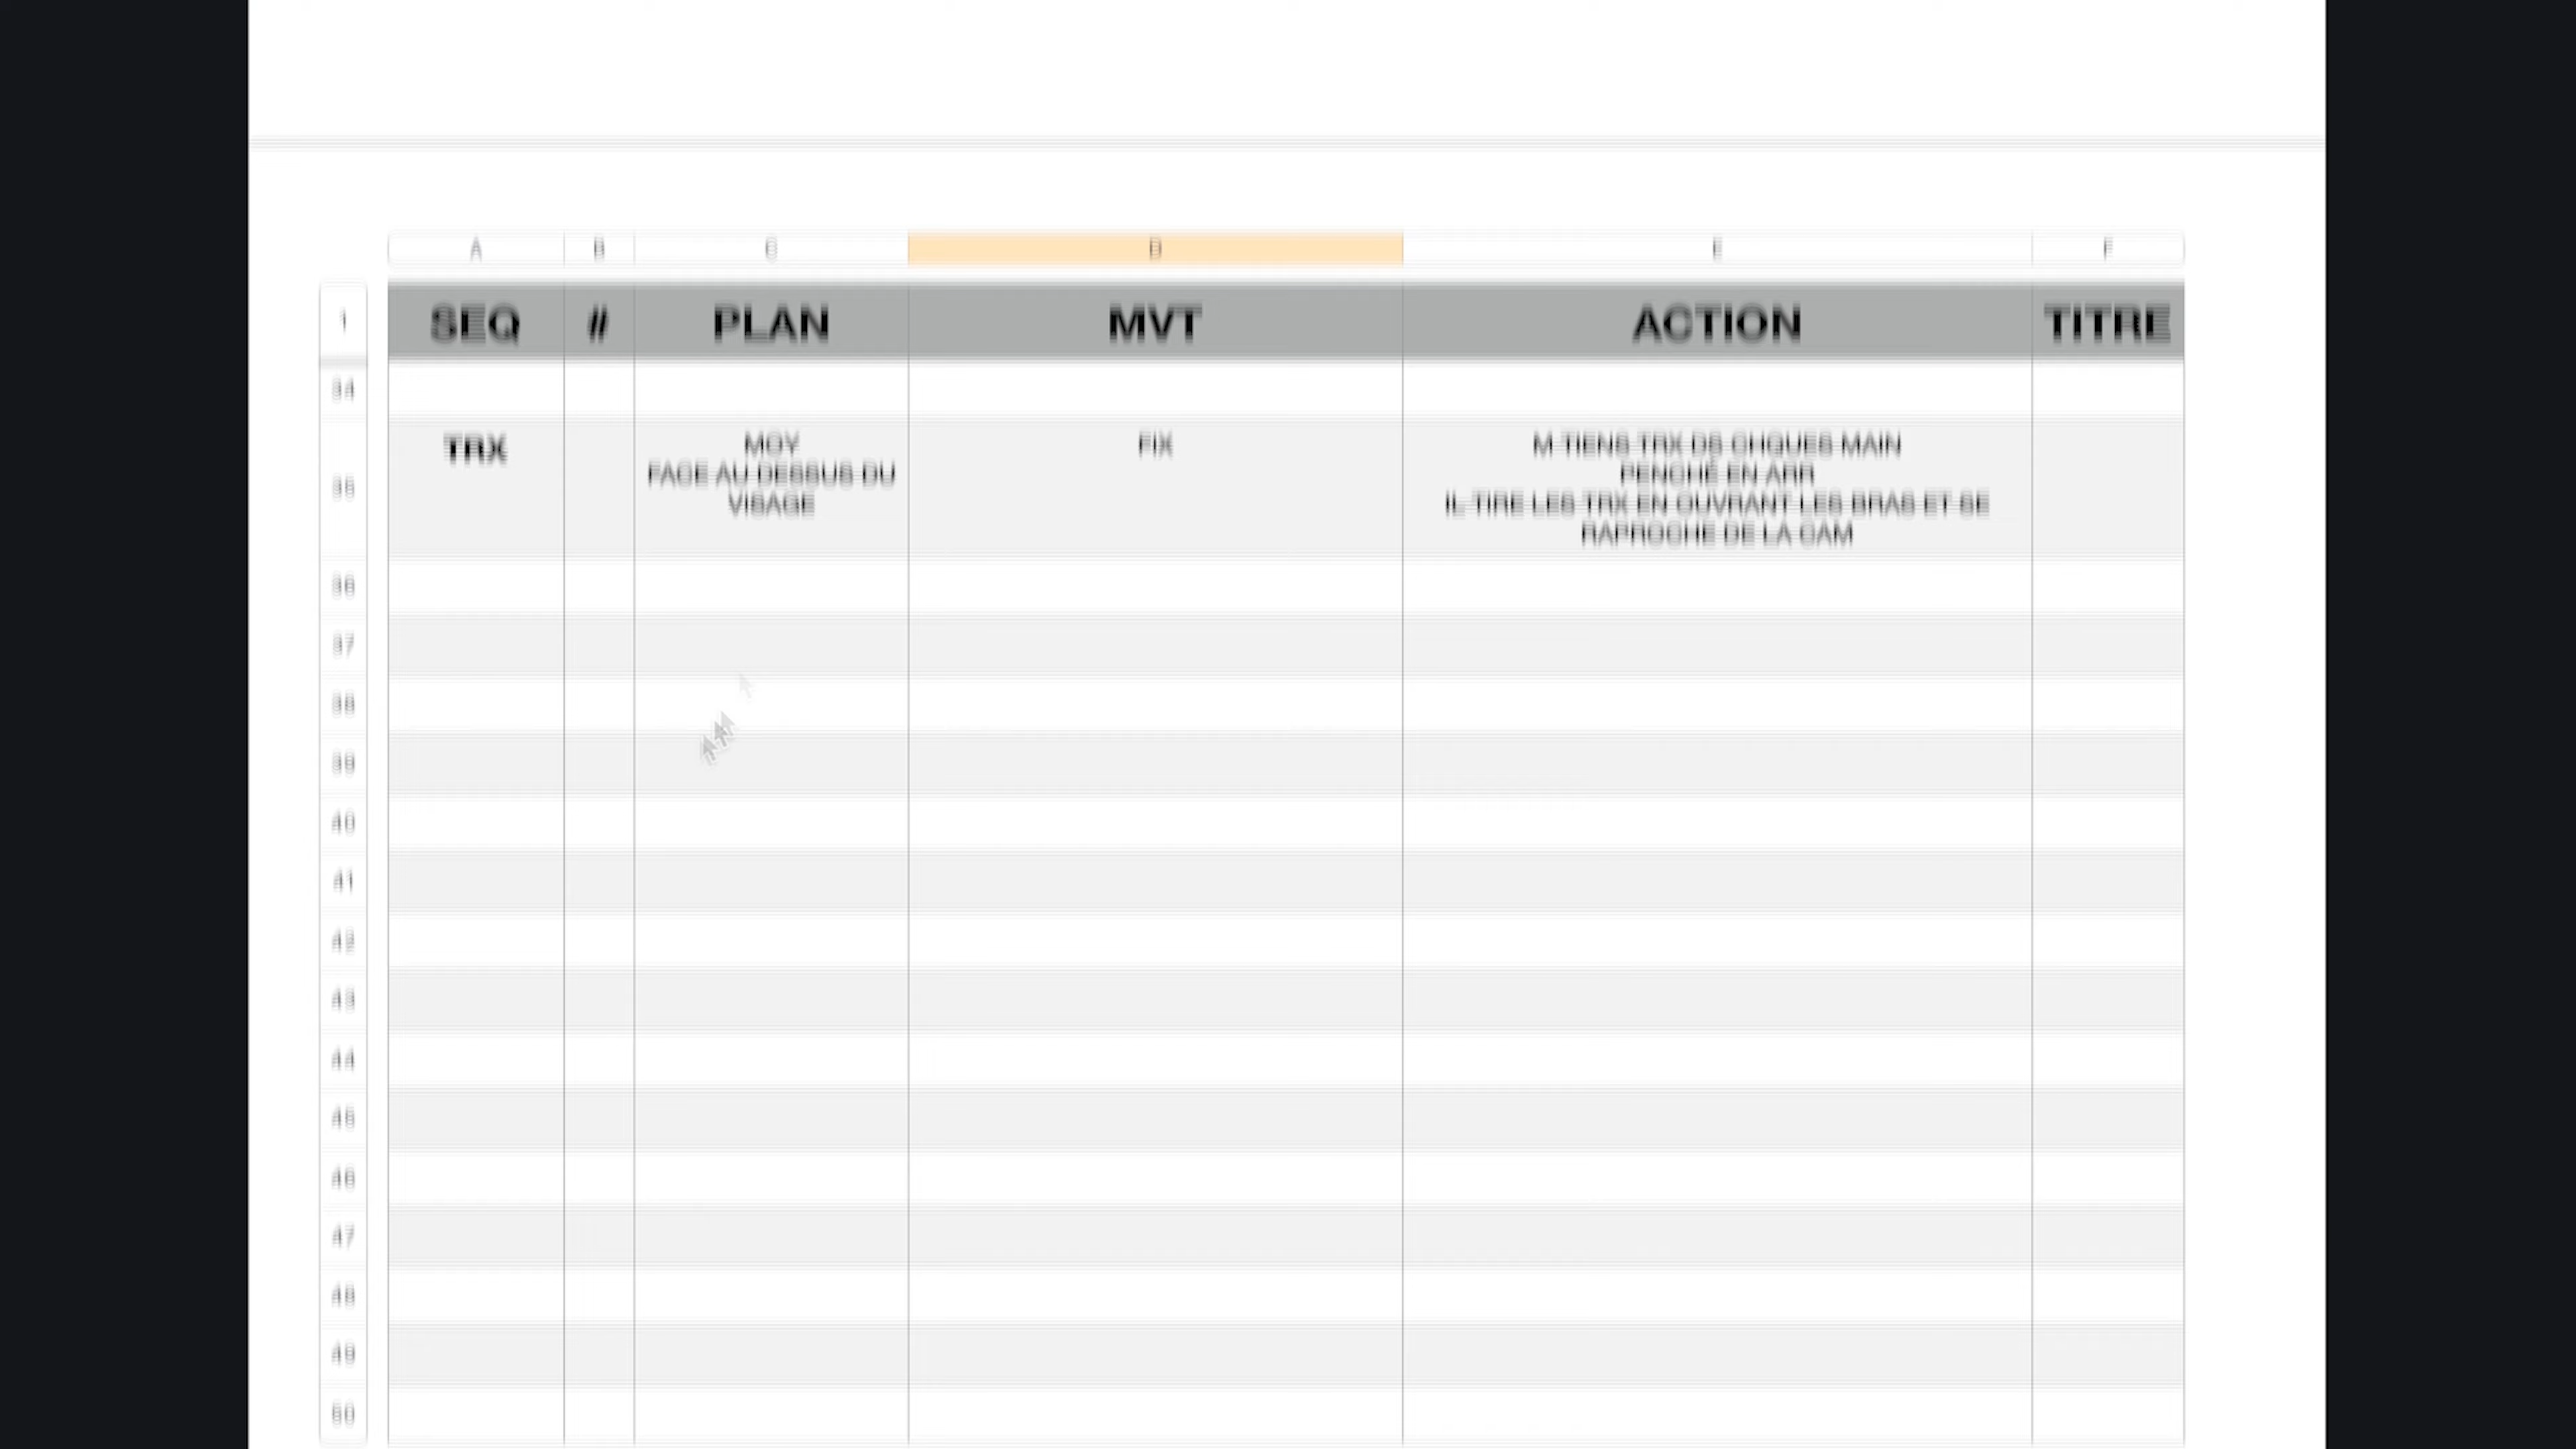 A B C D E F
1 SEQ # PLAN MVT ACTION TITRE
34
35 TRX MOY FIX M TIENS TRX DS CHQUES MAIN
FACE AU DESSUS DU PENCHÉ EN ARR
VISAGE IL TIRE LES TRX EN OUVRANT LES BRAS ET SE
RAPROCHE DE LA CAM
36
37
38
39
40
41
42
43
44
45
46
47
48
49
50